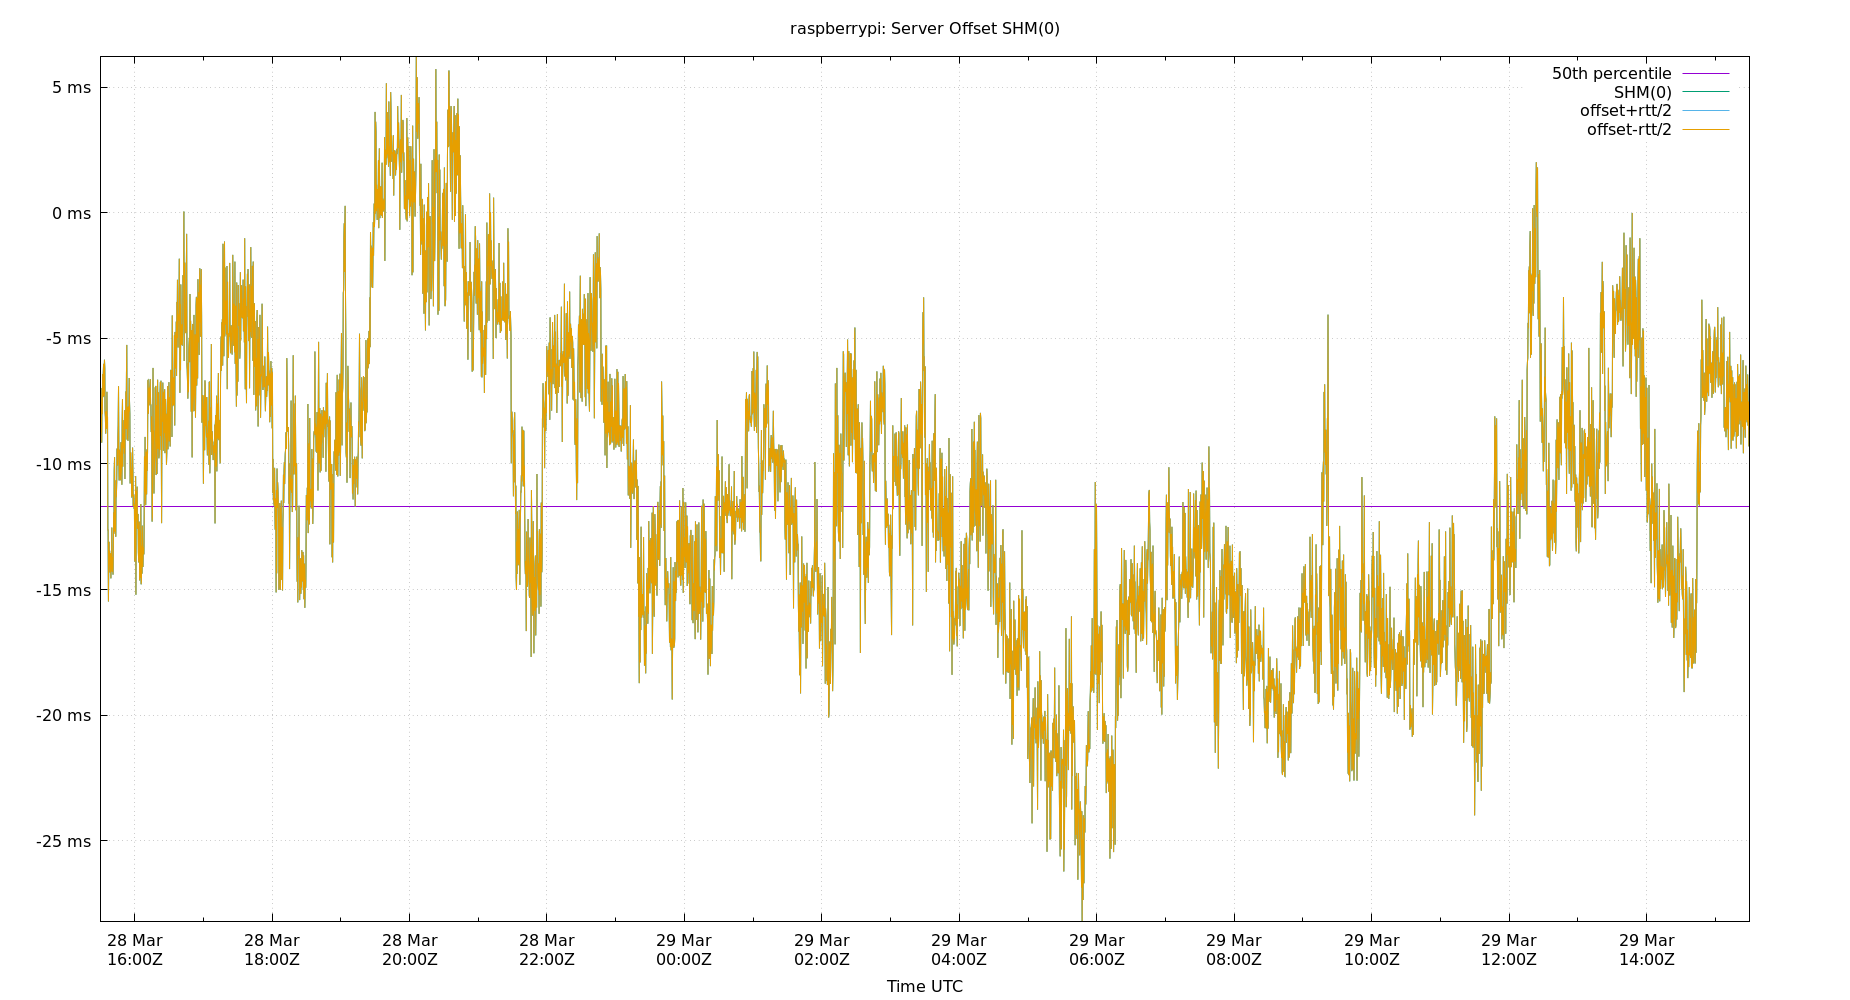 raspberrypi: Server Offset SHM(0)
50th percentile
SHM(0)
offset+rtt/2
offset-rtt/2
5 ms
0 ms
-5 ms
-10 ms
-15 ms
-20 ms
-25 ms
28 Mar 28 Mar 28 Mar 28 Mar 29 Mar 29 Mar 29 Mar 29 Mar 29 Mar 29 Mar 29 Mar 29 Mar
16:00Z 18:00Z 20:00Z 22:00Z 00:00Z 02:00Z 04:00Z 06:00Z 08:00Z 10:00Z 12:00Z 14:00Z
Time UTC